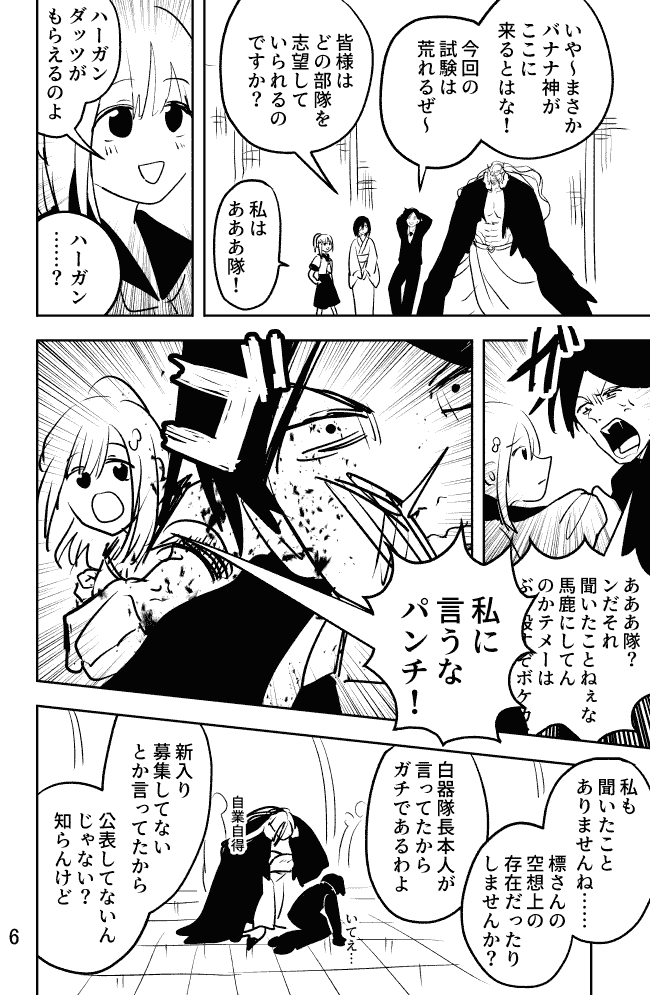 いや〜まさか
バナナ神が
ここに
来るとはな！
今回の
試験は
荒れるぜ〜
皆様は
どの部隊を
志望して
いられるの
ですか？
私は
あああ隊！
ハーゲン
ダッツが
もらえるのよ
ハーゲン
……？
ガッ
あああ隊？
ンだそれ
聞いたことねぇな
馬鹿にしてん
のかテメーは
ゴ
私に
言うな
パンチ！
私も
聞いたこと
ありませんね……
標さんの
空想上の
存在だったり
しませんか？
白器隊長本人が
言ってたから
ガチであるわよ
いてえ…
自業自得
新入り
募集してない
とか言ってたから
公表してないん
じゃない？
知らんけど
6